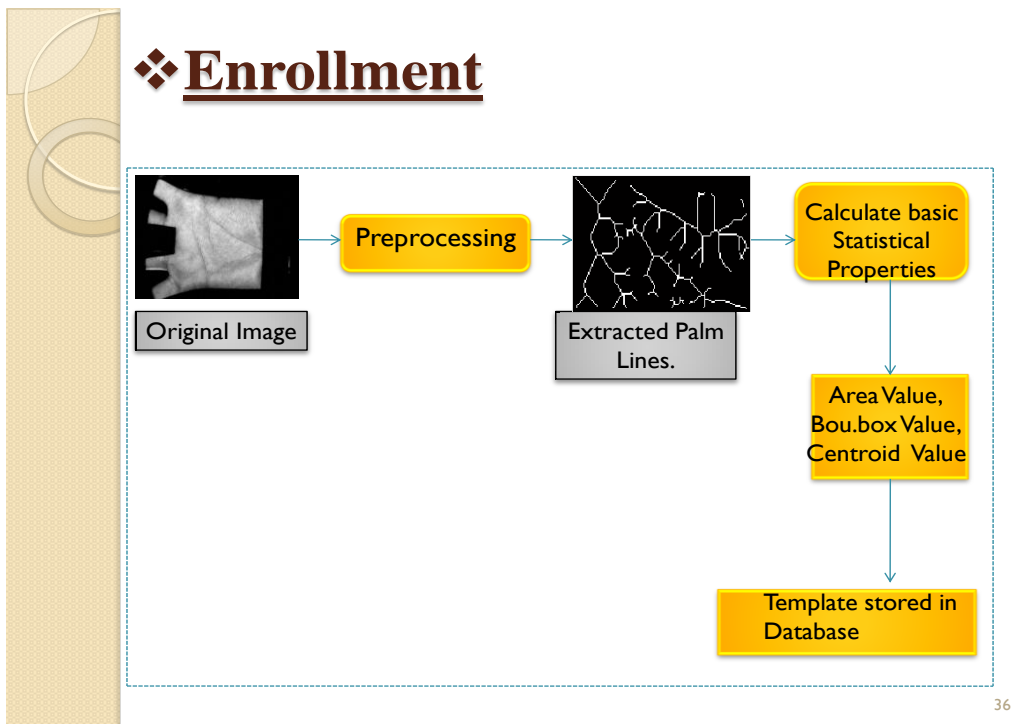 ❖Enrollment
Preprocessing
Calculate basic
Statistical
Properties
Original Image
Extracted Palm
Lines.
Area Value,
Bou.box Value,
Centroid Value
Template stored in
Database
36